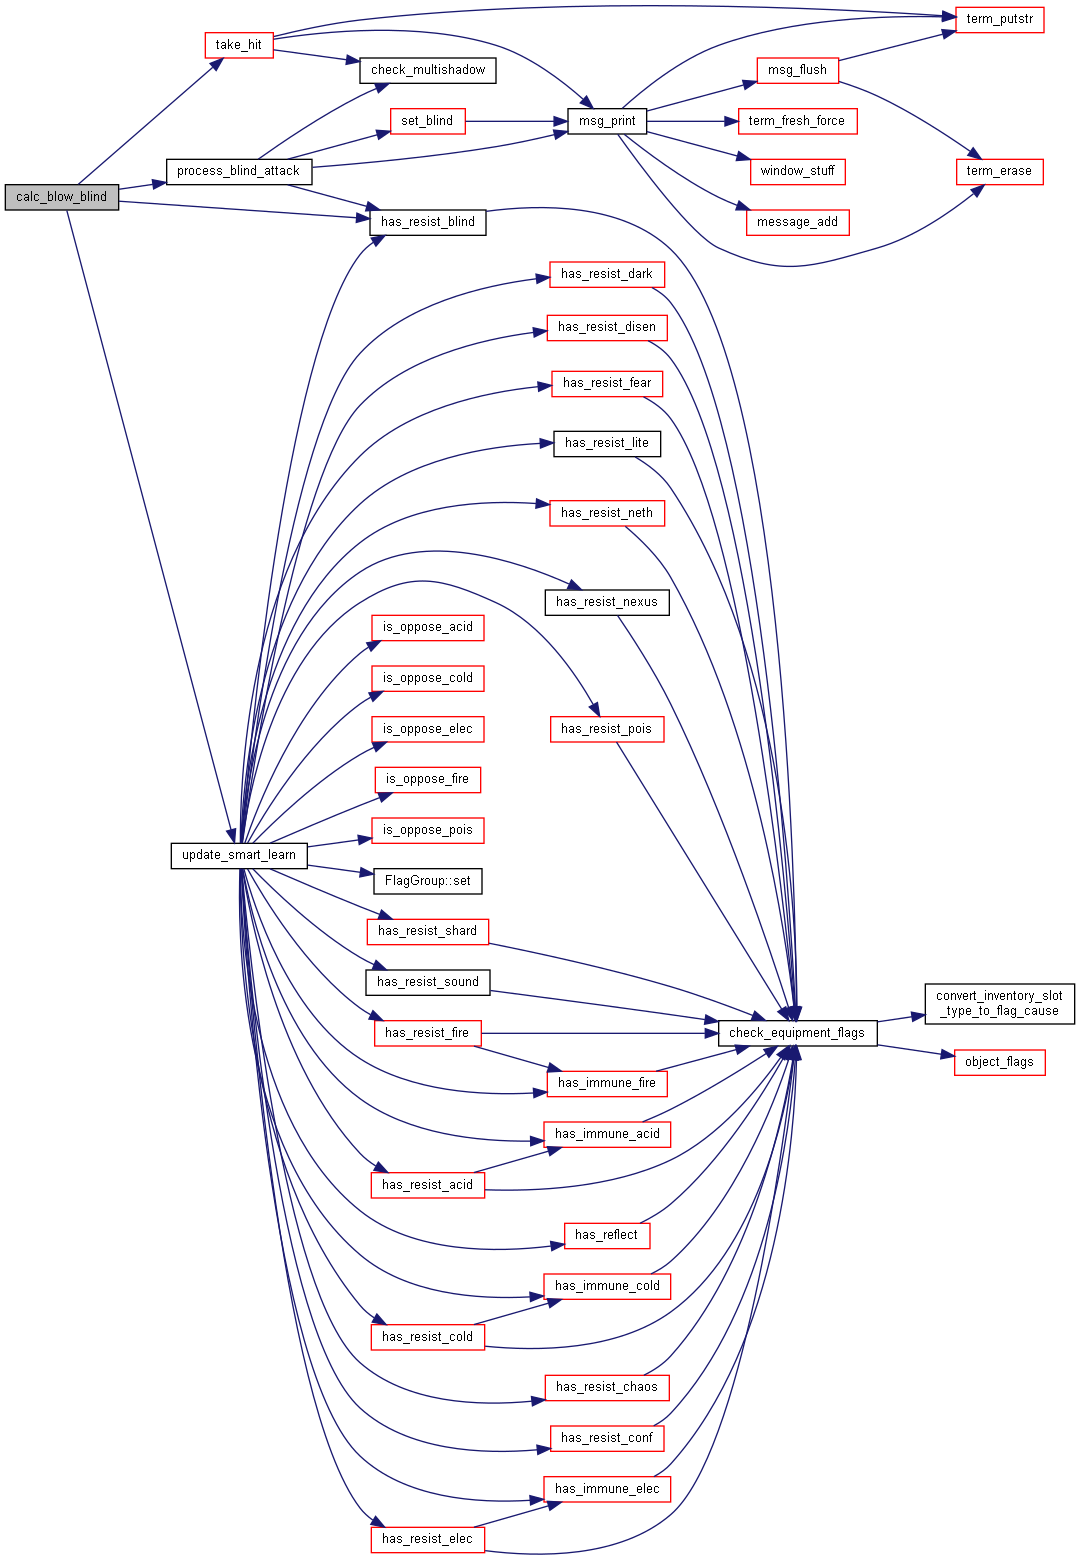 term_putstr
take_hit
check_multishadow
msg_flush
set_blind
msg_print
term_fresh_force
process_blind_attack
window_stuff
term_erase
calc_blow_blind
has_resist_blind
message_add
has_resist_dark
has_resist_disen
has_resist_fear
has_resist_lite
has_resist_neth
has_resist_nexus
is_oppose_acid
is_oppose_cold
is_oppose_elec
has_resist_pois
is_oppose_fire
is_oppose_pois
update_smart_learn
FlagGroup::set
has_resist_shard
has_resist_sound
convert_inventory_slot
_type_to_flag_cause
has_resist_fire
check_equipment_flags
object_flags
has_immune_fire
has_immune_acid
has_resist_acid
has_reflect
has_immune_cold
has_resist_cold
has_resist_chaos
has_resist_conf
has_immune_elec
has_resist_elec